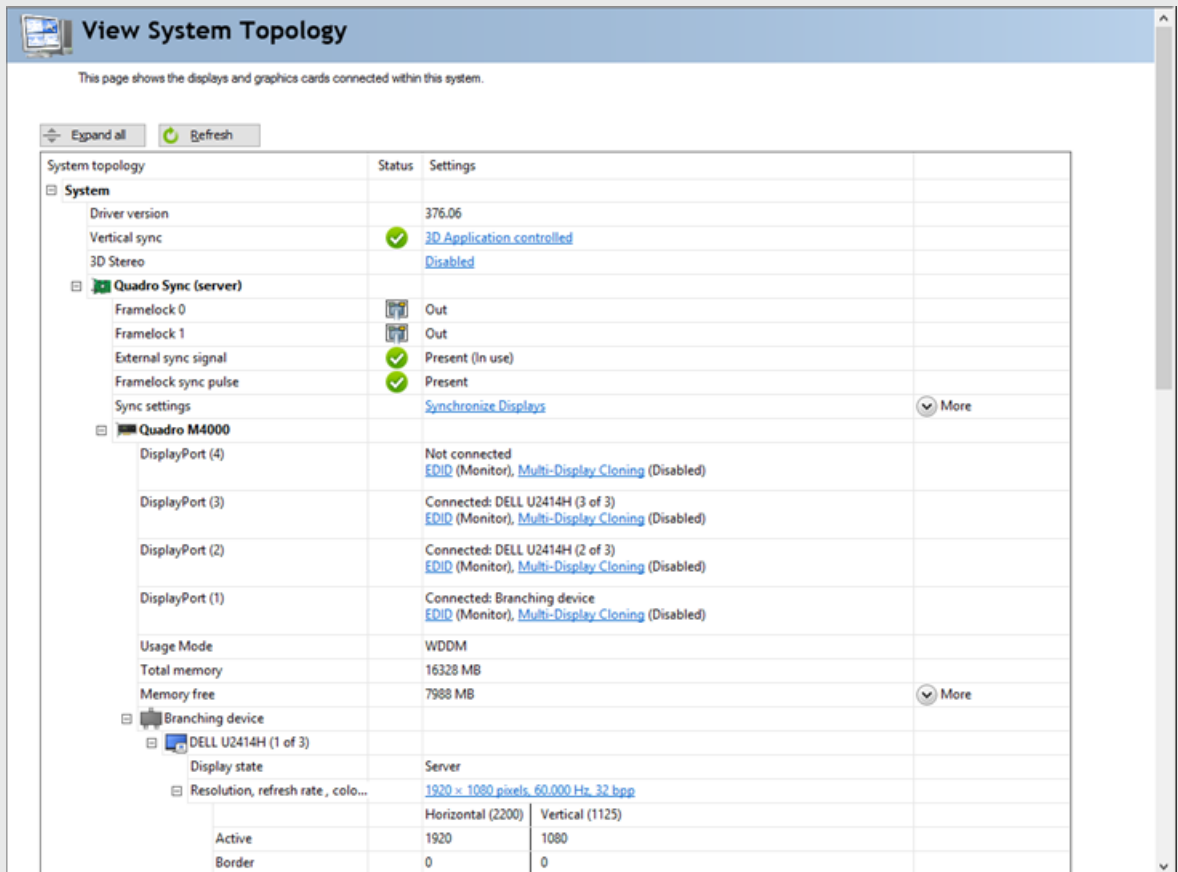 View System Topology
This page shows the displays and graphics cards connected within this system.
Expand all Refresh
System topology Status Settings
System
Driver version 376.06
Vertical sync 3D Application controlled
3D Stereo Disabled
Quadro Sync (server)
Framelock 0 Out
Framelock 1 Out
External sync signal Present (In use)
Framelock sync pulse Present
Sync settings Synchronize Displays More
Quadro M4000
DisplayPort (4) Not connected
EDID (Monitor), Multi-Display Cloning (Disabled)
DisplayPort (3) Connected: DELL U2414H (3 of 3)
EDID (Monitor), Multi-Display Cloning (Disabled)
DisplayPort (2) Connected: DELL U2414H (2 of 3)
EDID (Monitor), Multi-Display Cloning (Disabled)
DisplayPort (1) Connected: Branching device
EDID (Monitor), Multi-Display Cloning (Disabled)
Usage Mode WDDM
Total memory 16328 MB
Memory free 7988 MB More
Branching device
DELL U2414H (1 of 3)
Display state Server
Resolution, refresh rate , colo... 1920 × 1080 pixels, 60.000 Hz, 32 bpp
Horizontal (2200) Vertical (1125)
Active 1920 1080
Border 0 0